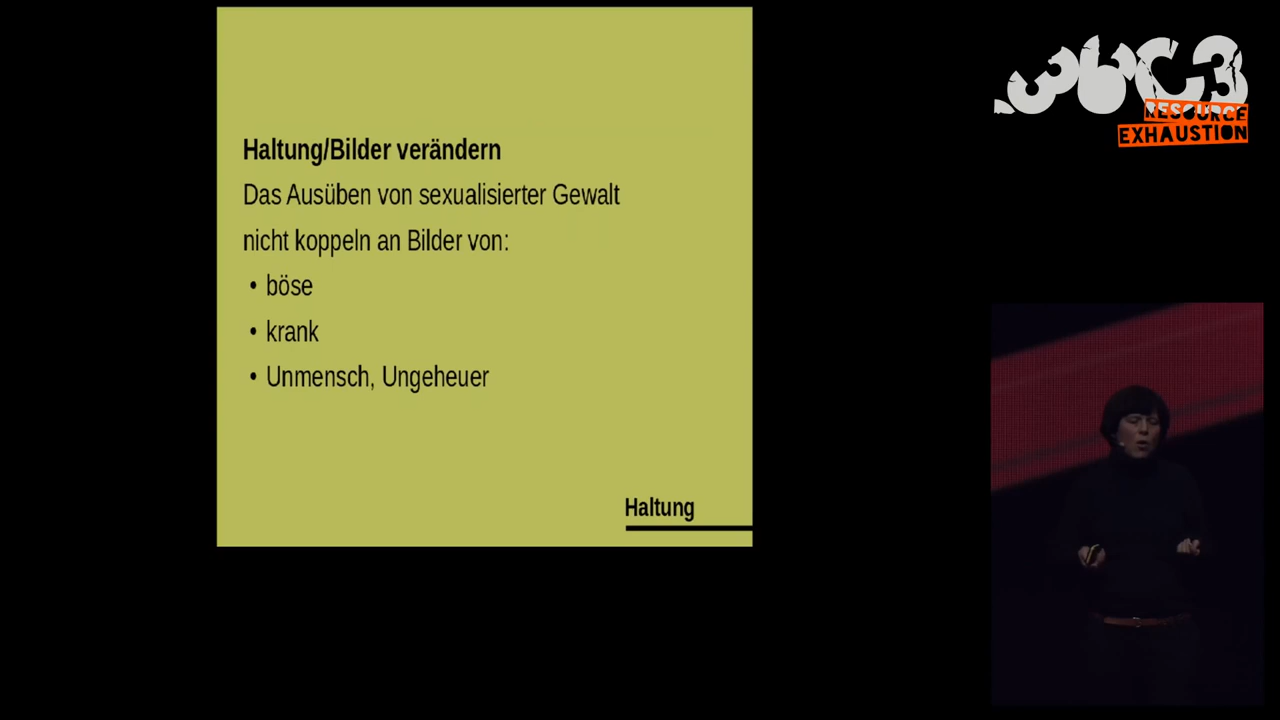 Haltung/Bilder verändern
Das Ausüben von sexualisierter Gewalt
nicht koppeln an Bilder von:
• böse
• krank
• Unmensch, Ungeheuer
Haltung
36C3
RESOURCE
EXHAUSTION